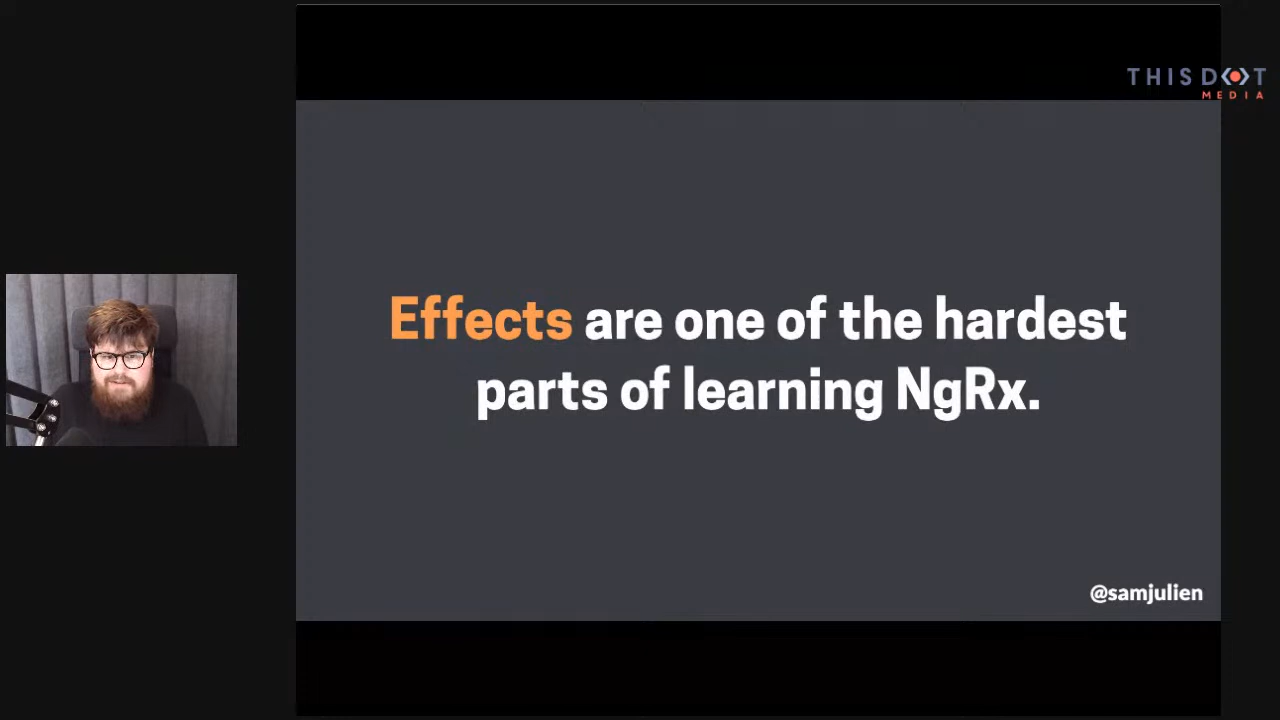 THIS DOT
MEDIA
Effects are one of the hardest
parts of learning NgRx.
@samjulien